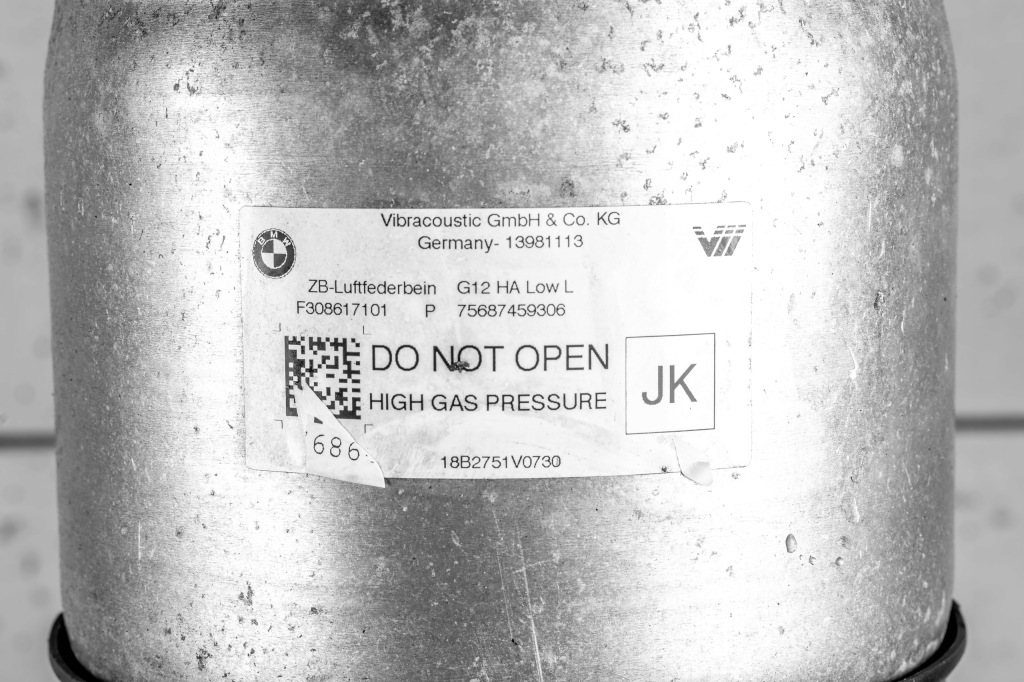 Vibracoustic GmbH & Co. KG
Germany- 13981113
BMW
ZB-Luftfederbein G12 HA Low L
F308617101 P 75687459306
DO NOT OPEN
HIGH GAS PRESSURE
JK
686
18B2751V0730